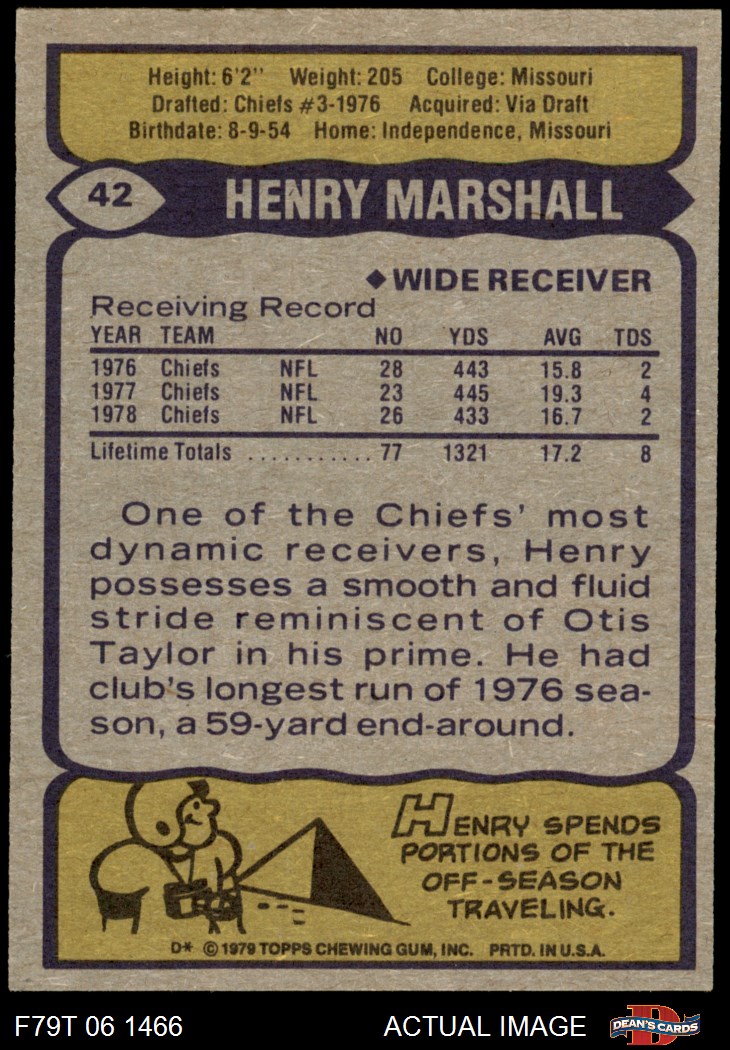 Height: 6'2" Weight: 205 College: Missouri
Drafted: Chiefs #3-1976 Acquired: Via Draft
Birthdate: 8-9-54 Home: Independence, Missouri
42 HENRY MARSHALL
◆WIDE RECEIVER
Receiving Record
YEAR TEAM NO YDS AVG TDS
1976 Chiefs NFL 28 443 15.8 2
1977 Chiefs NFL 23 445 19.3 4
1978 Chiefs NFL 26 433 16.7 2
Lifetime Totals ........... 77 1321 17.2 8
One of the Chiefs' most
dynamic receivers, Henry
possesses a smooth and fluid
stride reminiscent of Otis
Taylor in his prime. He had
club's longest run of 1976 sea-
son, a 59-yard end-around.
HENRY SPENDS
PORTIONS OF THE
OFF-SEASON
TRAVELING.
D* © 1979 TOPPS CHEWING GUM, INC. PRTD. IN U.S.A.
F79T 06 1466 ACTUAL IMAGE D DEAN'S CARDS